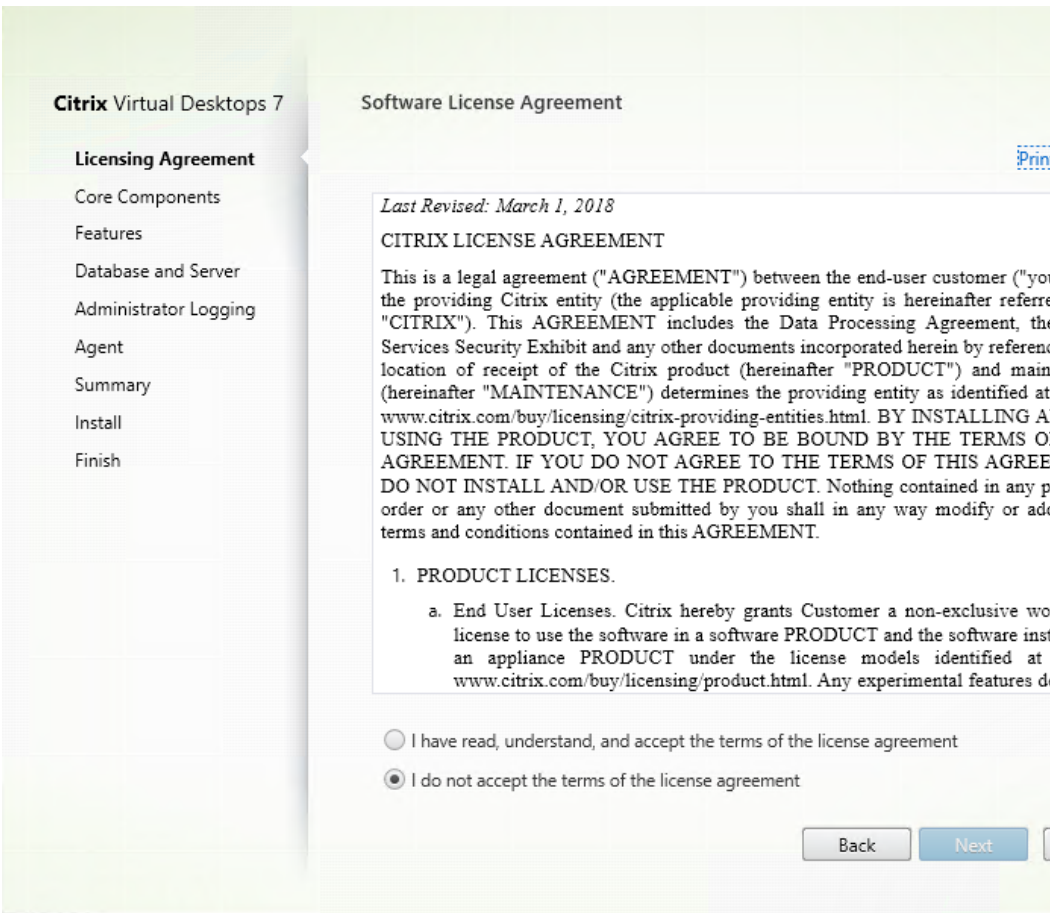 Citrix Virtual Desktops 7
Licensing Agreement
Core Components
Features
Database and Server
Administrator Logging
Agent
Summary
Install
Finish
Software License Agreement
Prin
Last Revised: March 1, 2018
CITRIX LICENSE AGREEMENT
This is a legal agreement ("AGREEMENT") between the end-user customer ("you
the providing Citrix entity (the applicable providing entity is hereinafter referre
"CITRIX"). This AGREEMENT includes the Data Processing Agreement, the
Services Security Exhibit and any other documents incorporated herein by referenc
location of receipt of the Citrix product (hereinafter "PRODUCT") and main
(hereinafter "MAINTENANCE") determines the providing entity as identified at
www.citrix.com/buy/licensing/citrix-providing-entities.html. BY INSTALLING A
USING THE PRODUCT, YOU AGREE TO BE BOUND BY THE TERMS O
AGREEMENT. IF YOU DO NOT AGREE TO THE TERMS OF THIS AGREE
DO NOT INSTALL AND/OR USE THE PRODUCT. Nothing contained in any p
order or any other document submitted by you shall in any way modify or add
terms and conditions contained in this AGREEMENT.
1. PRODUCT LICENSES.
a. End User Licenses. Citrix hereby grants Customer a non-exclusive wo
license to use the software in a software PRODUCT and the software inst
an appliance PRODUCT under the license models identified at
www.citrix.com/buy/licensing/product.html. Any experimental features de
I have read, understand, and accept the terms of the license agreement
I do not accept the terms of the license agreement
Back
Next